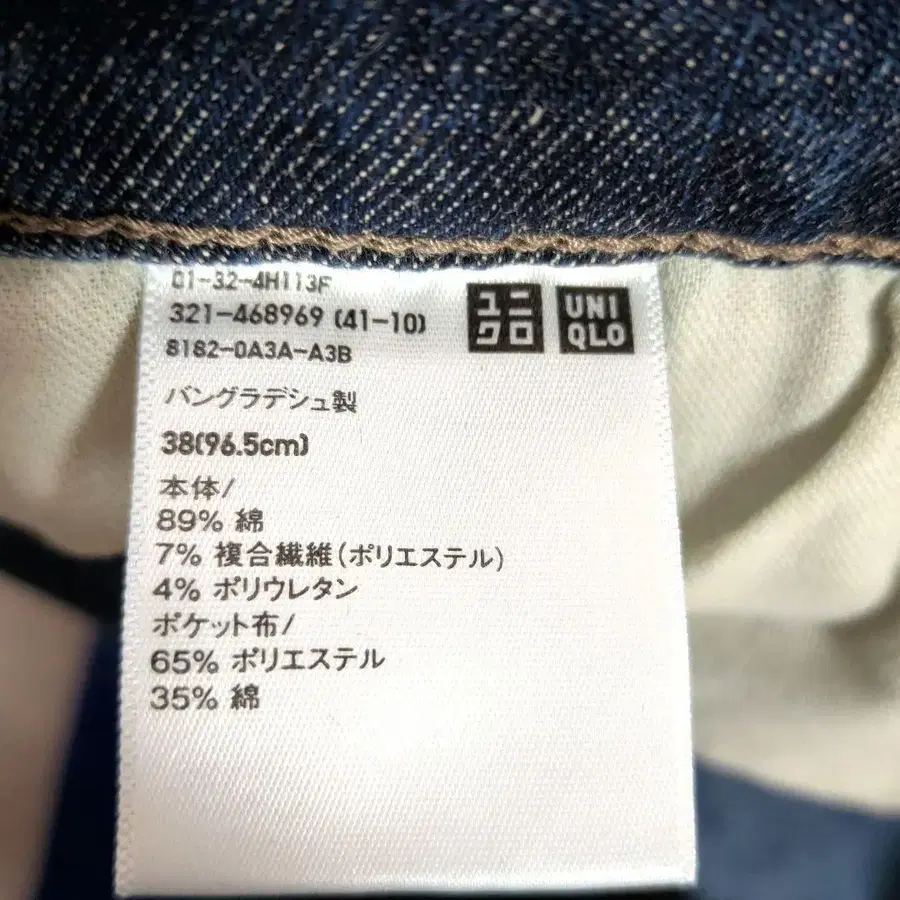 01-32-4H113F
321-468969 (41-10)
8182-0A3A-A3B
ユニ
クロ
UNI
QLO
バングラデシュ製
38(96.5cm)
本体/
89% 綿
7% 複合繊維(ポリエステル)
4% ポリウレタン
ポケット布/
65% ポリエステル
35% 綿